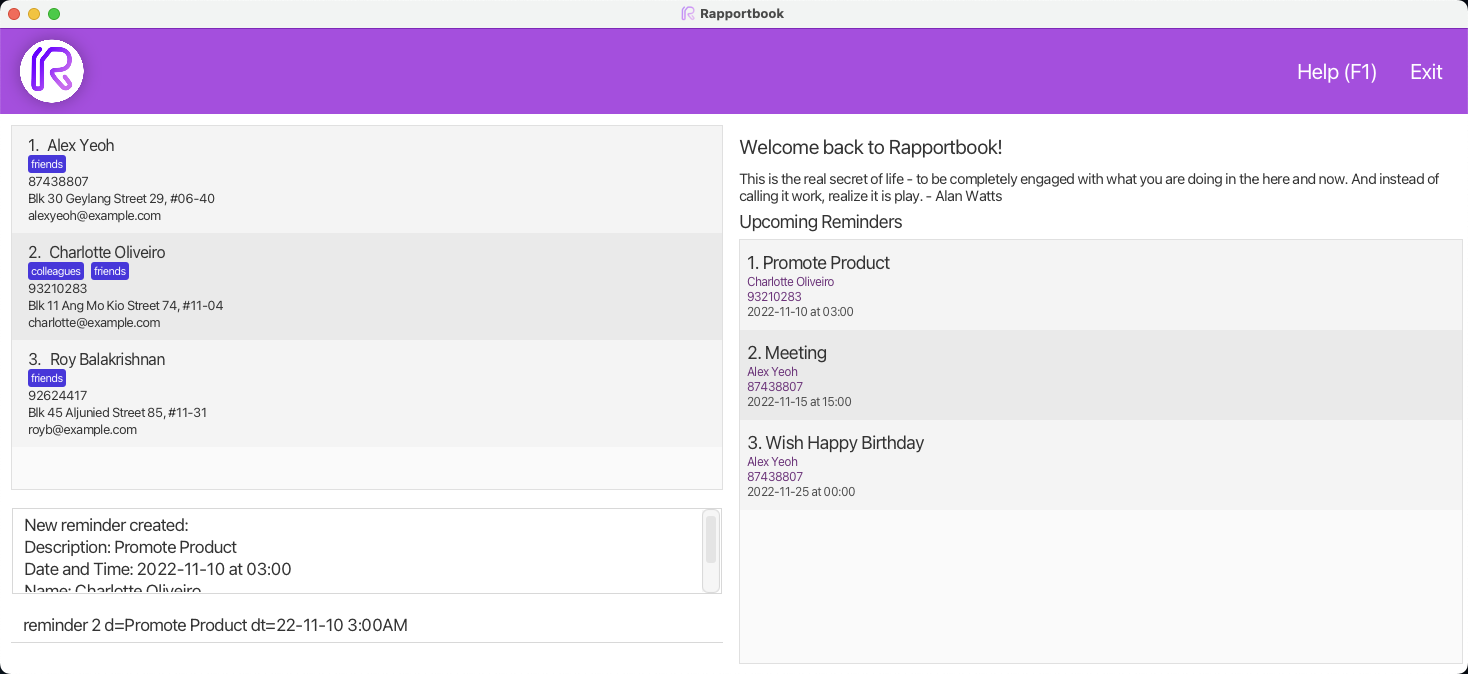 Rapportbook
Help (F1) Exit
1. Alex Yeoh
friends
87438807
Blk 30 Geylang Street 29, #06-40
alexyeoh@example.com
2. Charlotte Oliveiro
colleagues friends
93210283
Blk 11 Ang Mo Kio Street 74, #11-04
charlotte@example.com
3. Roy Balakrishnan
friends
92624417
Blk 45 Aljunied Street 85, #11-31
royb@example.com
New reminder created:
Description: Promote Product
Date and Time: 2022-11-10 at 03:00
Name: Charlotte Oliveiro
reminder 2 d=Promote Product dt=22-11-10 3:00AM
Welcome back to Rapportbook!
This is the real secret of life - to be completely engaged with what you are doing in the here and now. And instead of
calling it work, realize it is play. - Alan Watts
Upcoming Reminders
1. Promote Product
Charlotte Oliveiro
93210283
2022-11-10 at 03:00
2. Meeting
Alex Yeoh
87438807
2022-11-15 at 15:00
3. Wish Happy Birthday
Alex Yeoh
87438807
2022-11-25 at 00:00